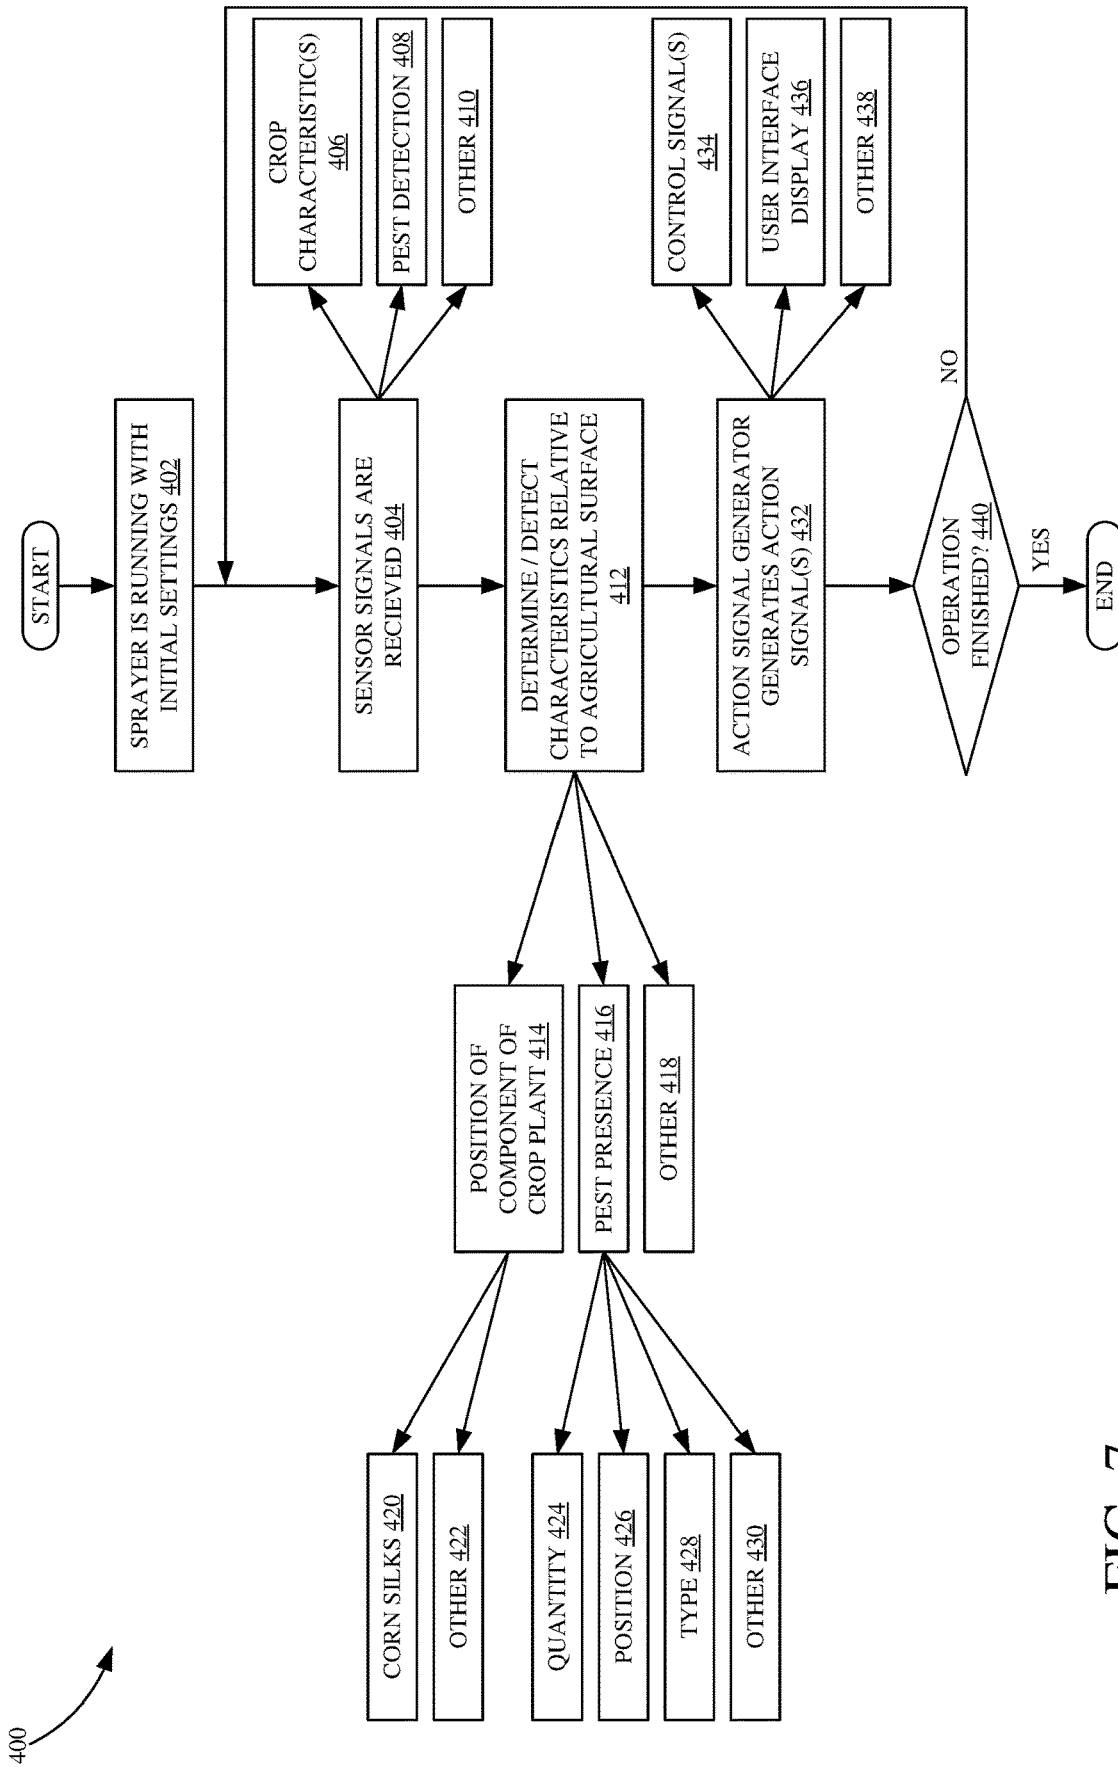 400
START
SPRAYER IS RUNNING WITH
INITIAL SETTINGS 402
SENSOR SIGNALS ARE
RECIEVED 404
CROP
CHARACTERISTIC(S)
406
PEST DETECTION 408
OTHER 410
DETERMINE / DETECT
CHARACTERISTICS RELATIVE
TO AGRICULTURAL SURFACE
412
POSITION OF
COMPONENT OF
CROP PLANT 414
PEST PRESENCE 416
OTHER 418
CORN SILKS 420
OTHER 422
QUANTITY 424
POSITION 426
TYPE 428
OTHER 430
ACTION SIGNAL GENERATOR
GENERATES ACTION
SIGNAL(S) 432
CONTROL SIGNAL(S)
434
USER INTERFACE
DISPLAY 436
OTHER 438
OPERATION
FINISHED? 440
NO
YES
END
FIG. 7